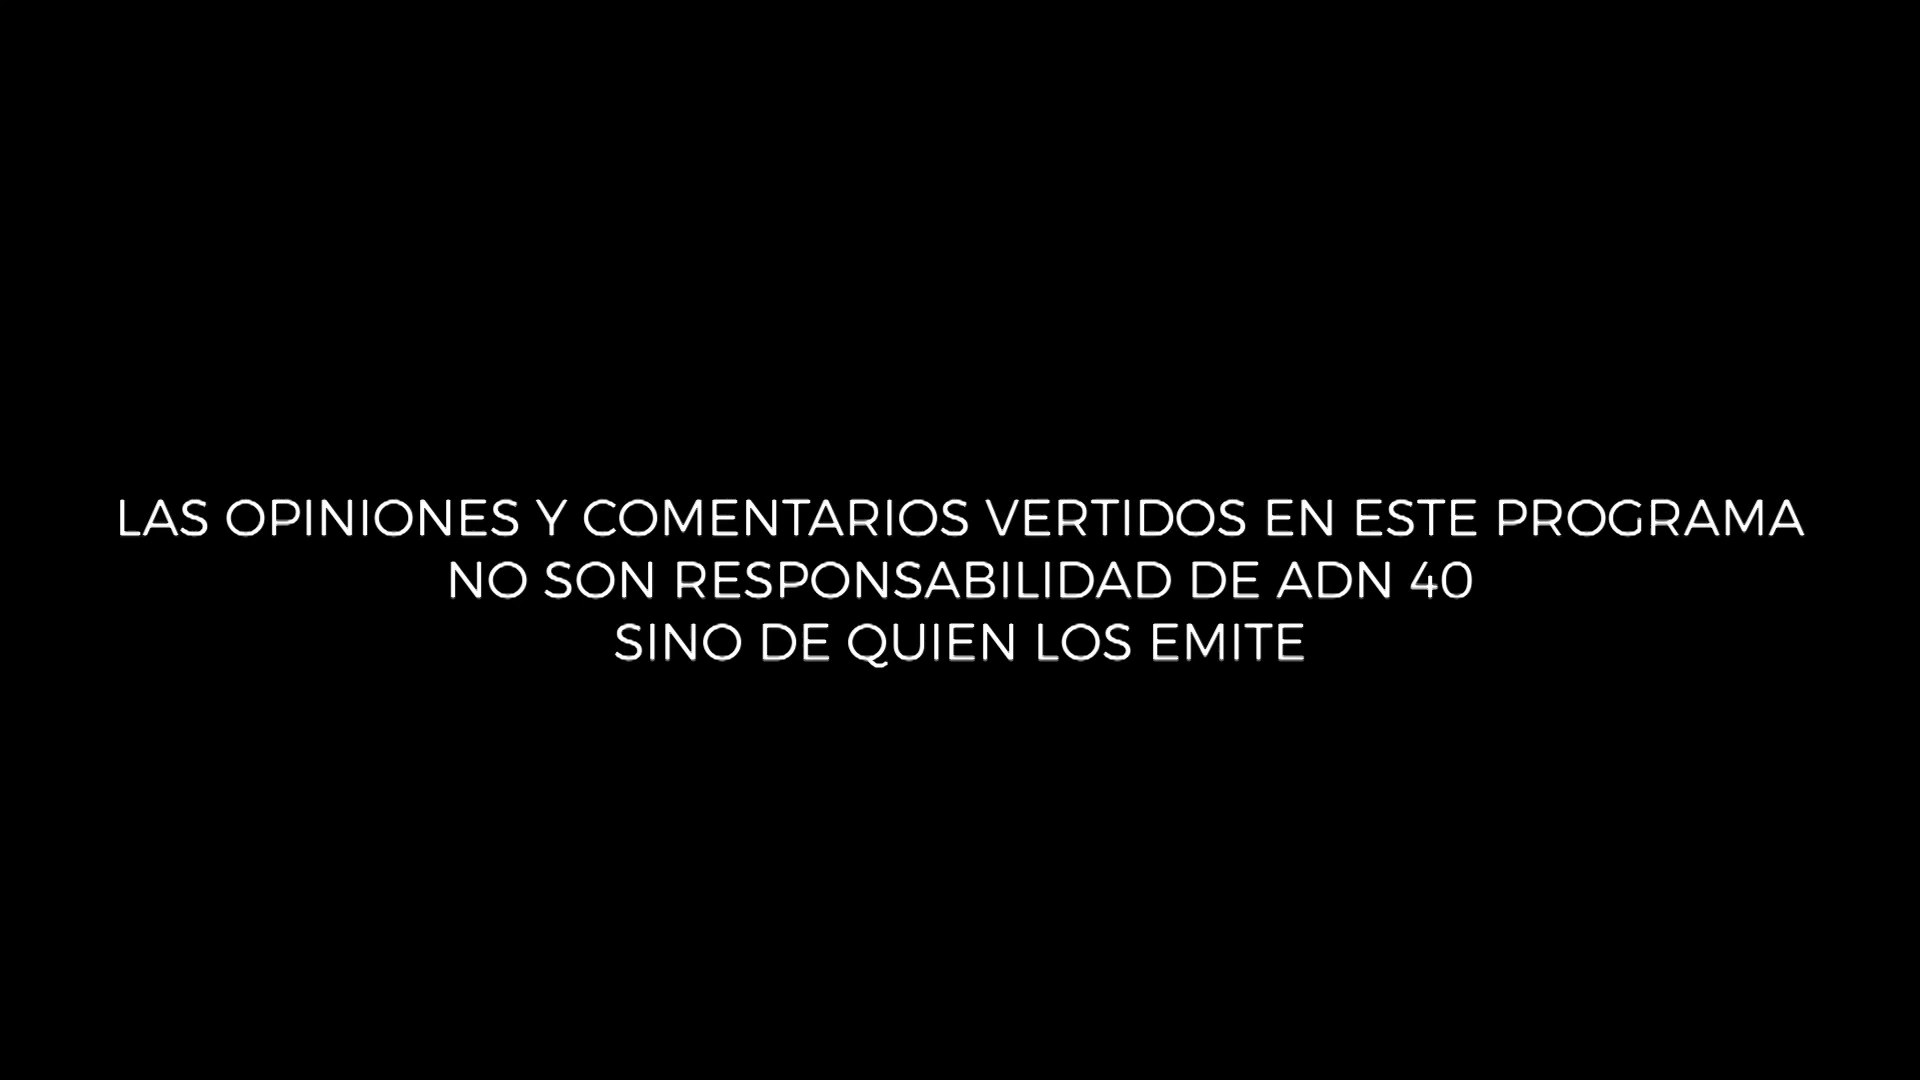 LAS OPINIONES Y COMENTARIOS VERTIDOS EN ESTE PROGRAMA
NO SON RESPONSABILIDAD DE ADN 40
SINO DE QUIEN LOS EMITE